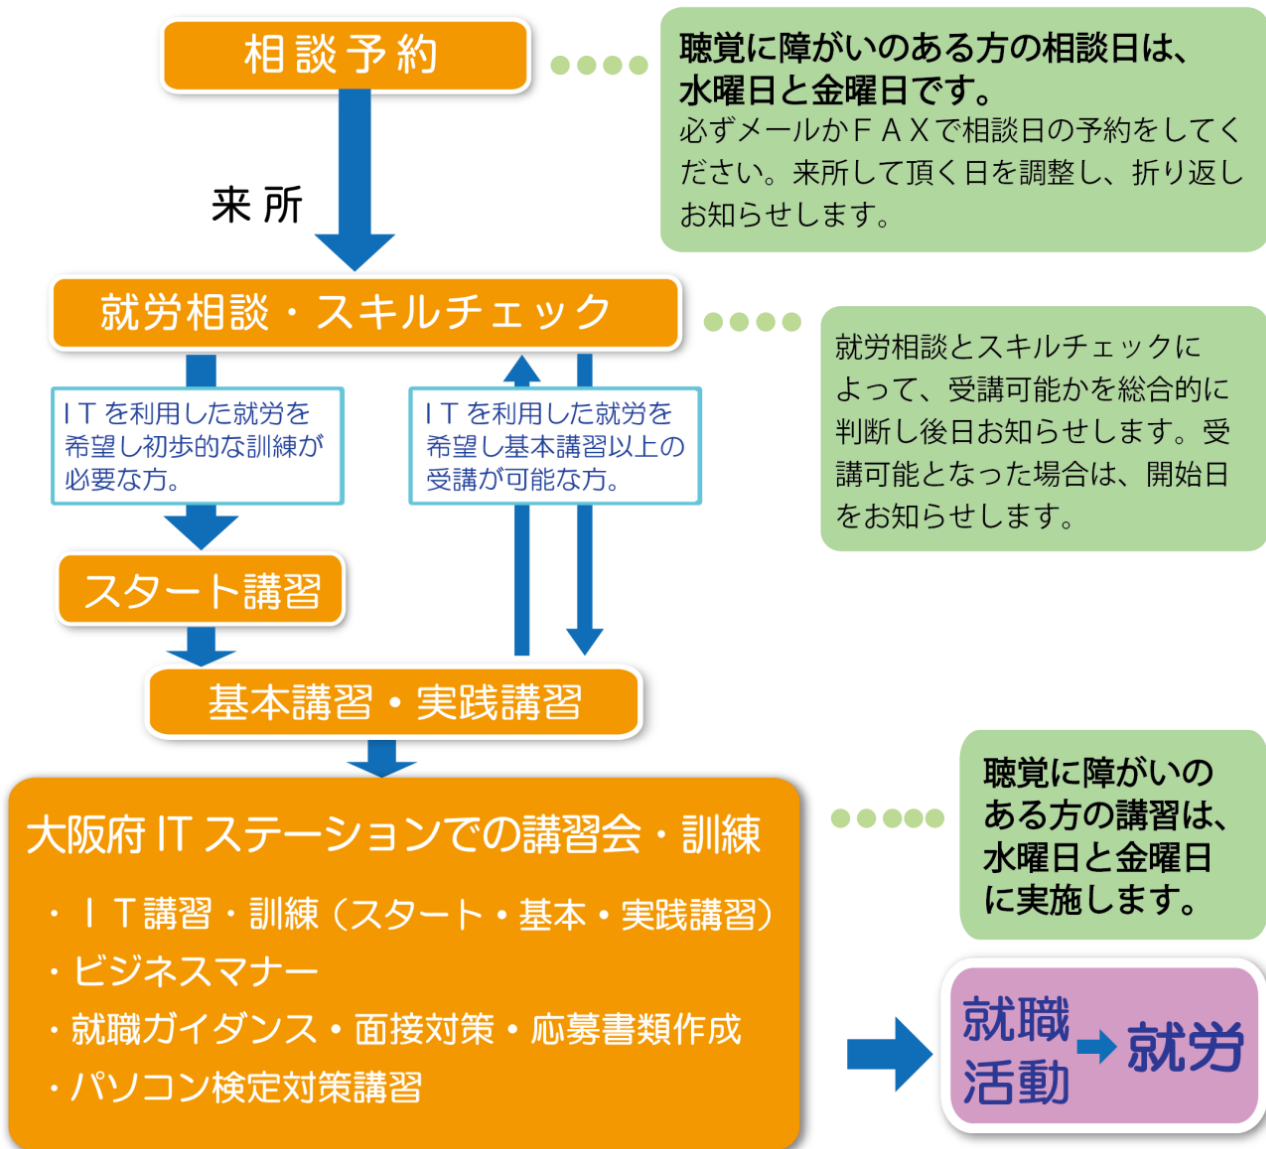 相談予約
聴覚に障がいのある方の相談日は、
水曜日と金曜日です。
必ずメールかＦＡＸで相談日の予約をしてく
ださい。来所して頂く日を調整し、折り返し
お知らせします。
来所
就労相談・スキルチェック
就労相談とスキルチェックに
よって、受講可能かを総合的に
判断し後日お知らせします。受
講可能となった場合は、開始日
をお知らせします。
ＩＴを利用した就労を
希望し初歩的な訓練が
必要な方。
ＩＴを利用した就労を
希望し基本講習以上の
受講が可能な方。
スタート講習
基本講習・実践講習
大阪府 IT ステーションでの講習会・訓練
・ＩＴ講習・訓練（スタート・基本・実践講習）
・ビジネスマナー
・就職ガイダンス・面接対策・応募書類作成
・パソコン検定対策講習
聴覚に障がいの
ある方の講習は、
水曜日と金曜日
に実施します。
就職
活動
就労